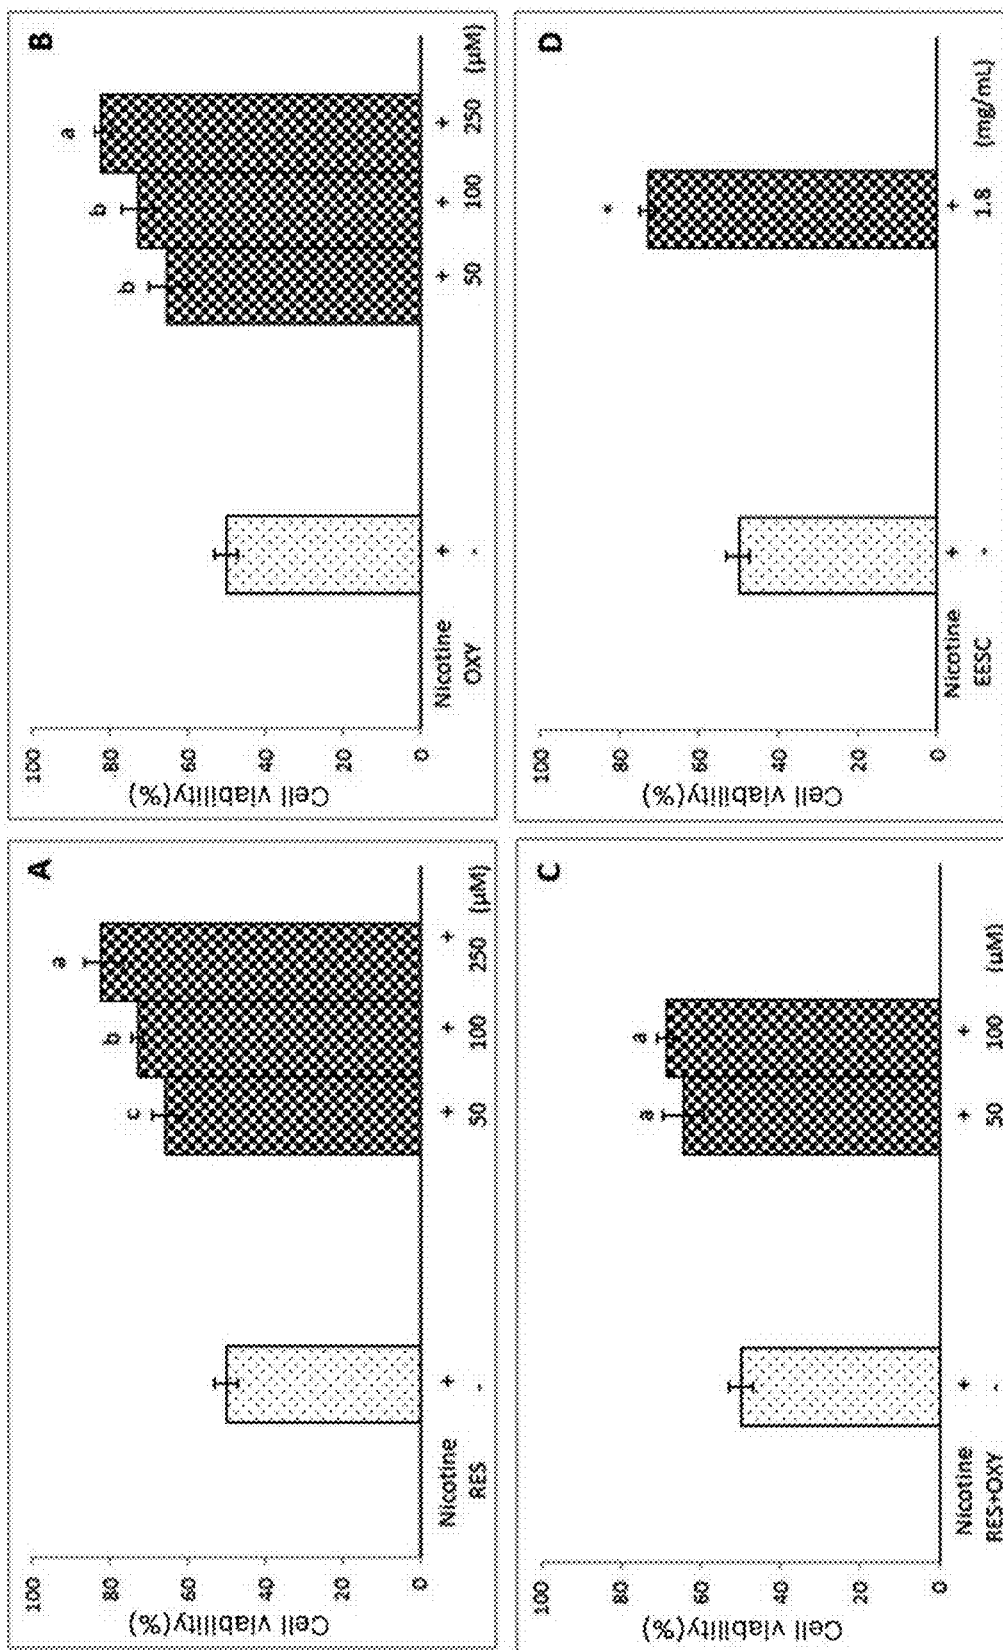 A
100
80
60
40
20
0
Cell viability(%)
a
b
c
Nicotine + + + +
RES - 50 100 250 (µM)
B
100
80
60
40
20
0
Cell viability(%)
b
b
a
Nicotine + + + +
OXY - 50 100 250 (µM)
C
100
80
60
40
20
0
Cell viability(%)
a
a
Nicotine + + +
RES+OXY - 50 100 (µM)
D
100
80
60
40
20
0
Cell viability(%)
*
Nicotine + +
EESC - 1.8 (mg/mL)